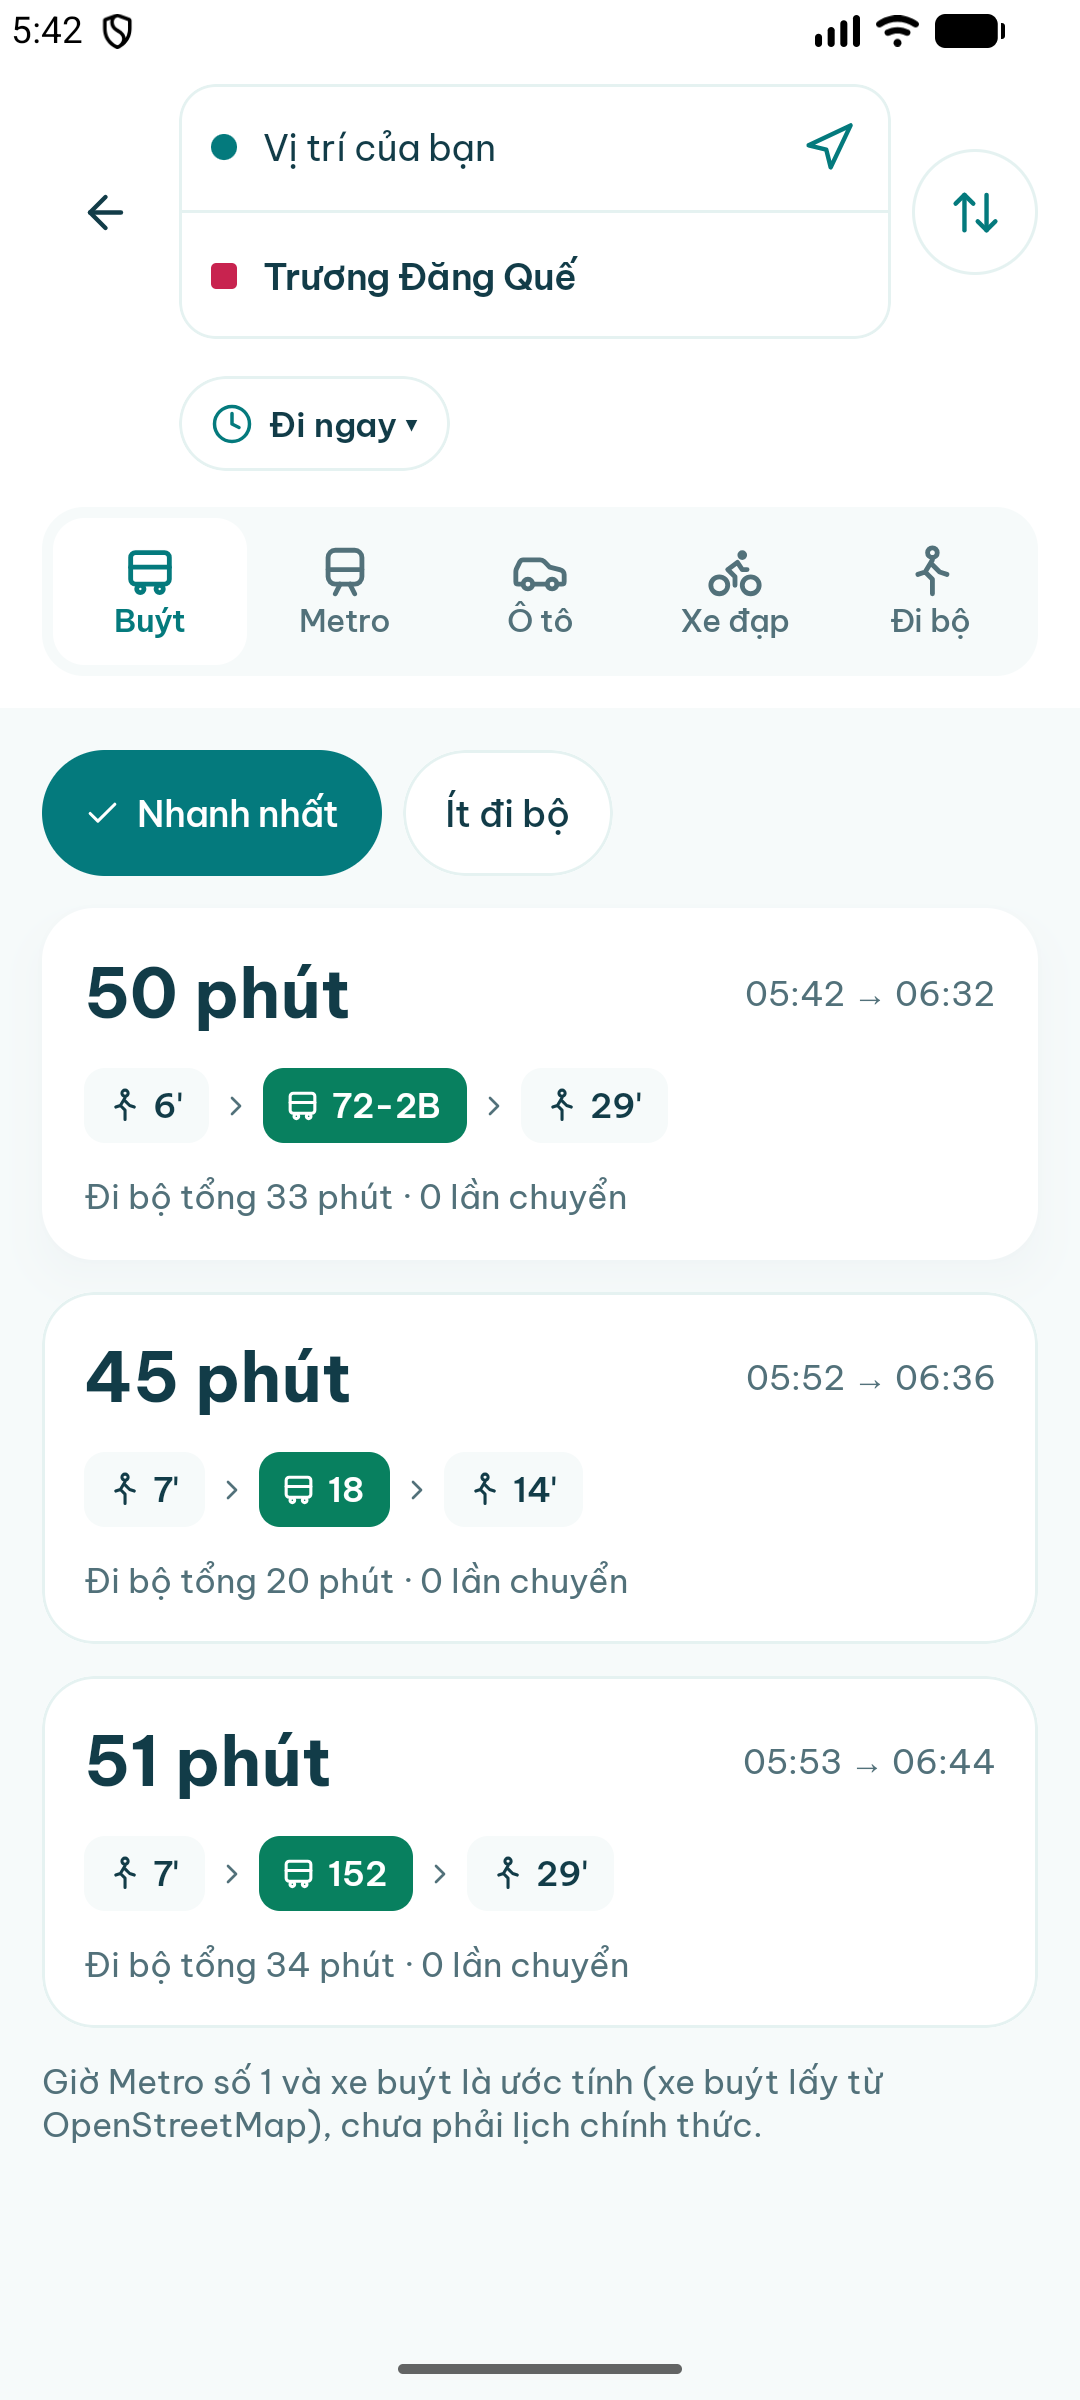 5:42
Vị trí của bạn
Trương Đăng Quế
Đi ngay ▾
Buýt
Metro
Ô tô
Xe đạp
Đi bộ
Nhanh nhất
Ít đi bộ
50 phút
05:42 → 06:32
6'
72-2B
29'
Đi bộ tổng 33 phút · 0 lần chuyển
45 phút
05:52 → 06:36
7'
18
14'
Đi bộ tổng 20 phút · 0 lần chuyển
51 phút
05:53 → 06:44
7'
152
29'
Đi bộ tổng 34 phút · 0 lần chuyển
Giờ Metro số 1 và xe buýt là ước tính (xe buýt lấy từ
OpenStreetMap), chưa phải lịch chính thức.